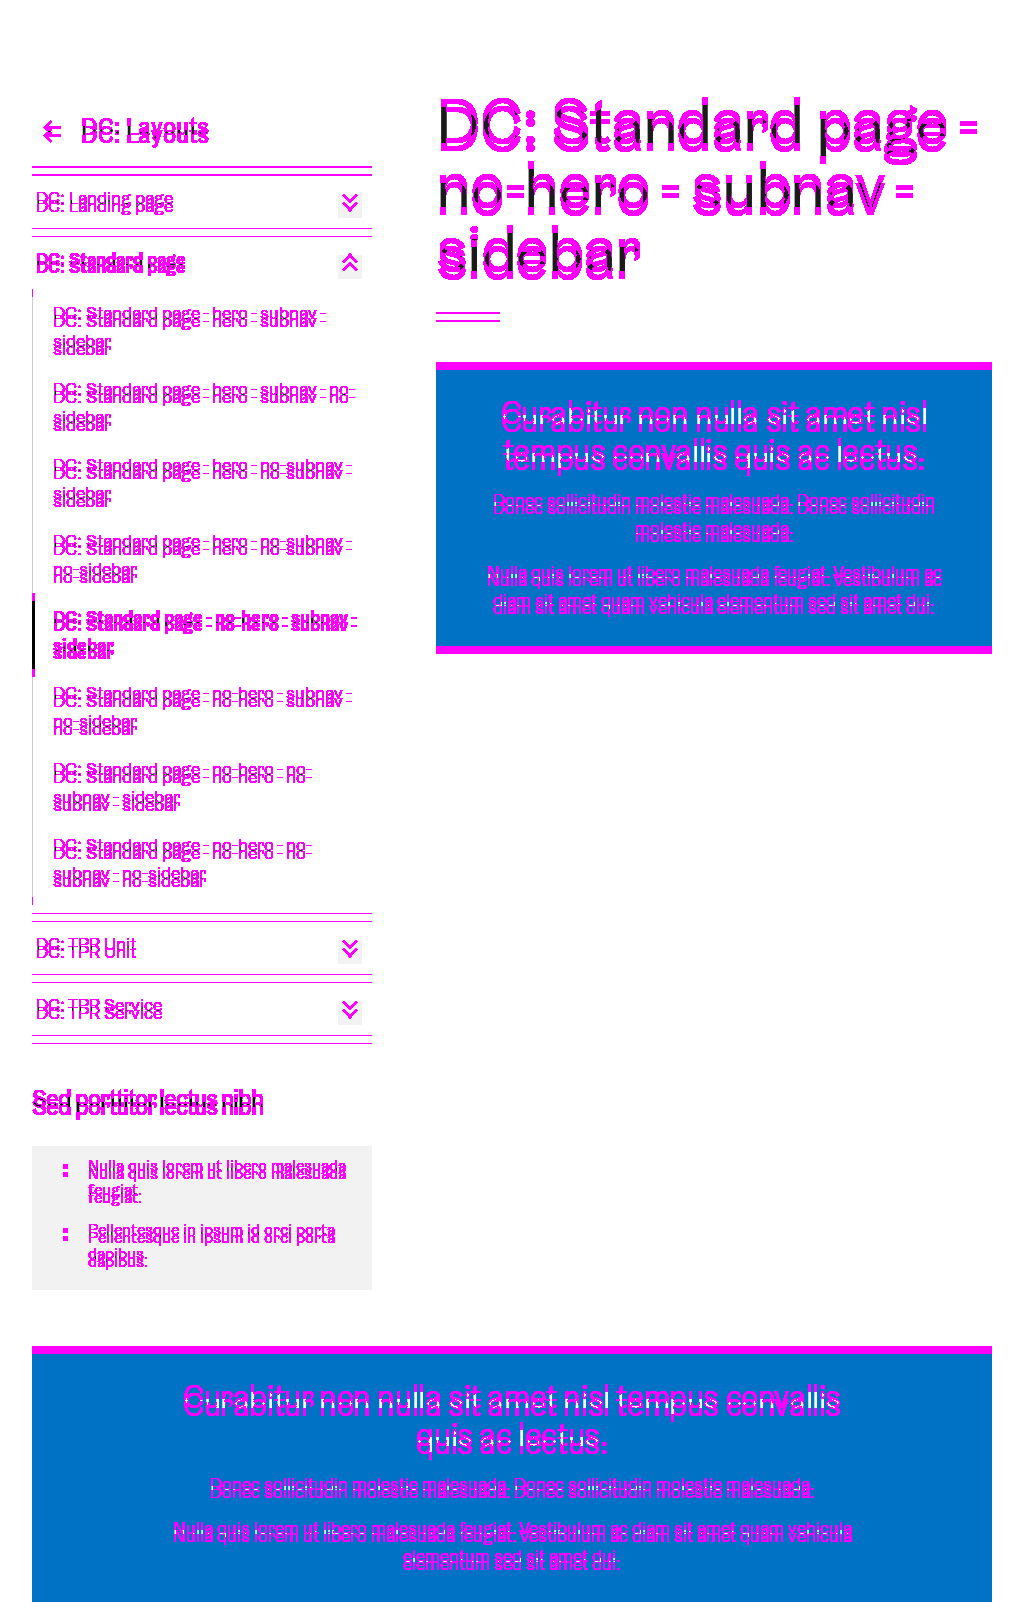 DC: Layouts
DC: Landing page
DC: Standard page
DC: Standard page - hero - subnav -
sidebar
DC: Standard page - hero - subnav - no-
sidebar
DC: Standard page - hero - no-subnav -
sidebar
DC: Standard page - hero - no-subnav -
no-sidebar
DC: Standard page - no-hero - subnav -
sidebar
DC: Standard page - no-hero - subnav -
no-sidebar
DC: Standard page - no-hero - no-
subnav - sidebar
DC: Standard page - no-hero - no-
subnav - no-sidebar
DC: TPR Unit
DC: TPR Service
Sed porttitor lectus nibh
Nulla quis lorem ut libero malesuada
feugiat.
Pellentesque in ipsum id orci porta
dapibus.
DC: Standard page -
no-hero - subnav -
sidebar
Curabitur non nulla sit amet nisl
tempus convallis quis ac lectus.
Donec sollicitudin molestie malesuada. Donec sollicitudin
molestie malesuada.
Nulla quis lorem ut libero malesuada feugiat. Vestibulum ac
diam sit amet quam vehicula elementum sed sit amet dui.
Curabitur non nulla sit amet nisl tempus convallis
quis ac lectus.
Donec sollicitudin molestie malesuada. Donec sollicitudin molestie malesuada.
Nulla quis lorem ut libero malesuada feugiat. Vestibulum ac diam sit amet quam vehicula
elementum sed sit amet dui.